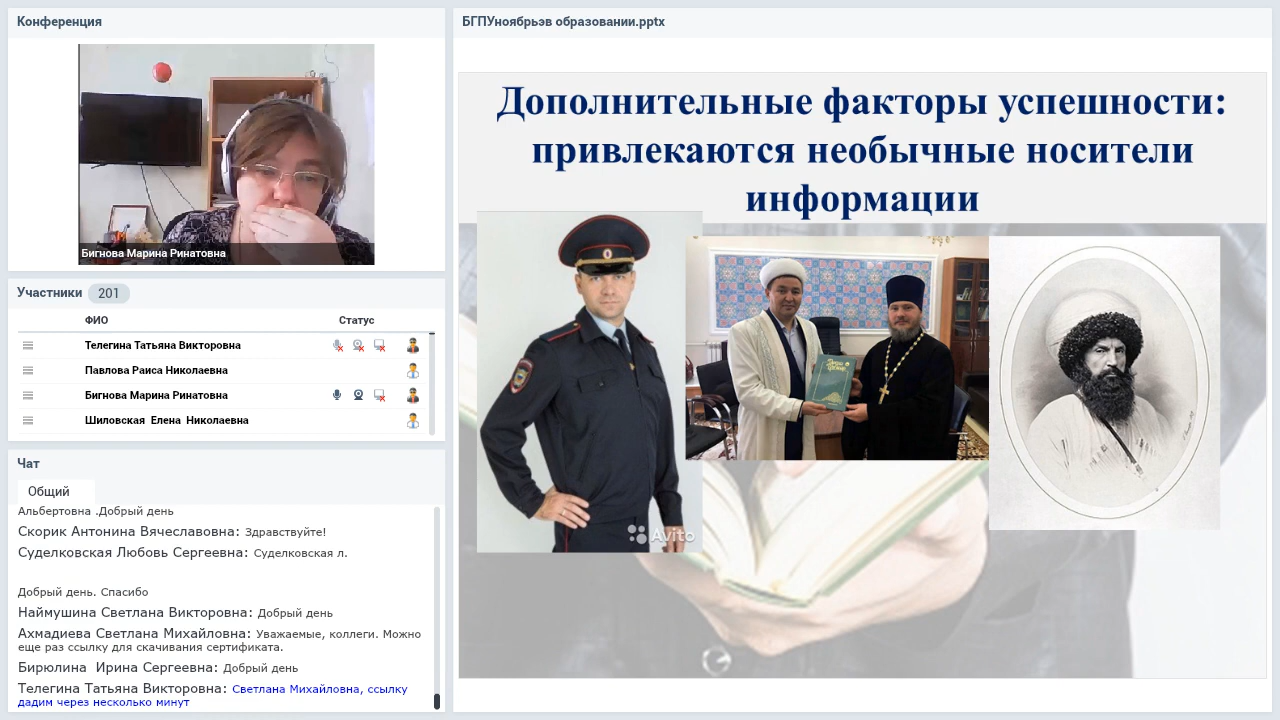 Конференция
Бигнова Марина Ринатовна
Участники 201
ФИО Статус
Телегина Татьяна Викторовна
Павлова Раиса Николаевна
Бигнова Марина Ринатовна
Шиловская Елена Николаевна
Чат
Общий
Альбертовна .Добрый день
Скорик Антонина Вячеславовна: Здравствуйте!
Суделковская Любовь Сергеевна: Суделковская л.
Добрый день. Спасибо
Наймушина Светлана Викторовна: Добрый день
Ахмадиева Светлана Михайловна: Уважаемые, коллеги. Можно
еще раз ссылку для скачивания сертификата.
Бирюлина Ирина Сергеевна: Добрый день
Телегина Татьяна Викторовна: Светлана Михайловна, ссылку
дадим через несколько минут
БГПУноябрьэв образовании.pptx
Дополнительные факторы успешности:
привлекаются необычные носители
информации
Avito